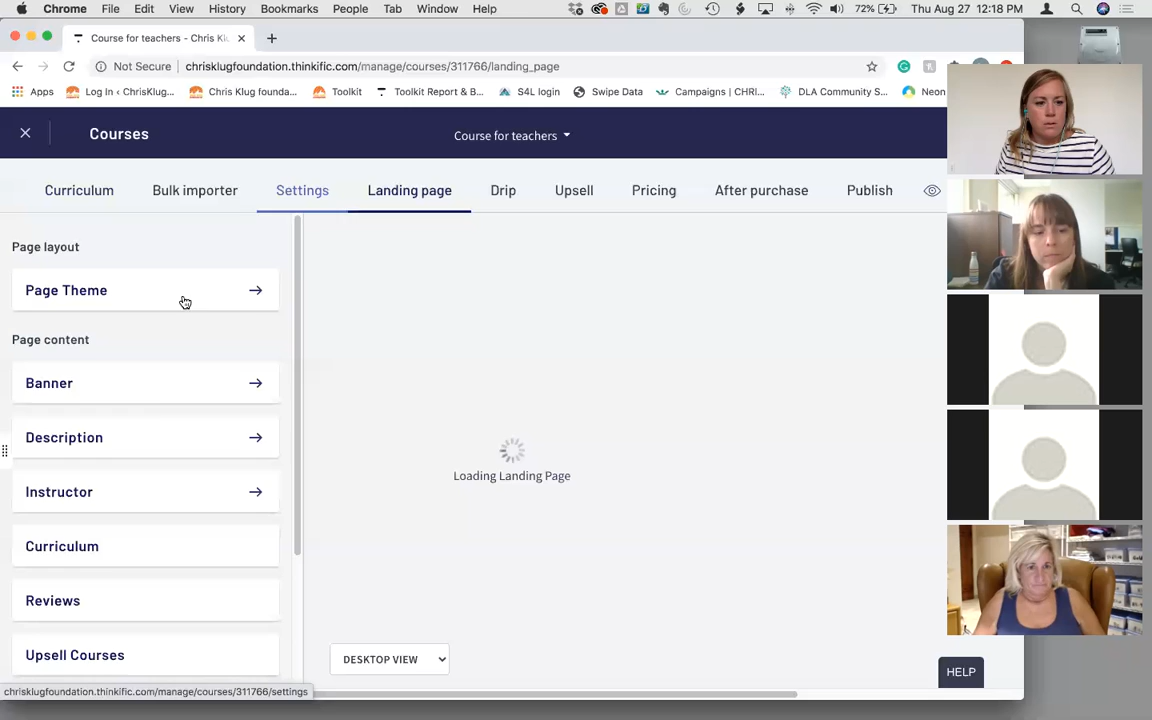 Chrome File Edit View History Bookmarks People Tab Window Help 72% Thu Aug 27 12:18 PM
Course for teachers - Chris Klu
Not Secure chrisklugfoundation.thinkific.com/manage/courses/311766/landing_page
Apps Log In ‹ ChrisKlug... Chris Klug founda... Toolkit Toolkit Report & B... S4L login Swipe Data Campaigns | CHRI... DLA Community S... Neon
Courses Course for teachers
Curriculum Bulk importer Settings Landing page Drip Upsell Pricing After purchase Publish
Page layout
Page Theme
Page content
Banner
Description
Loading Landing Page
Instructor
Curriculum
Reviews
Upsell Courses
DESKTOP VIEW
HELP
chrisklugfoundation.thinkific.com/manage/courses/311766/settings